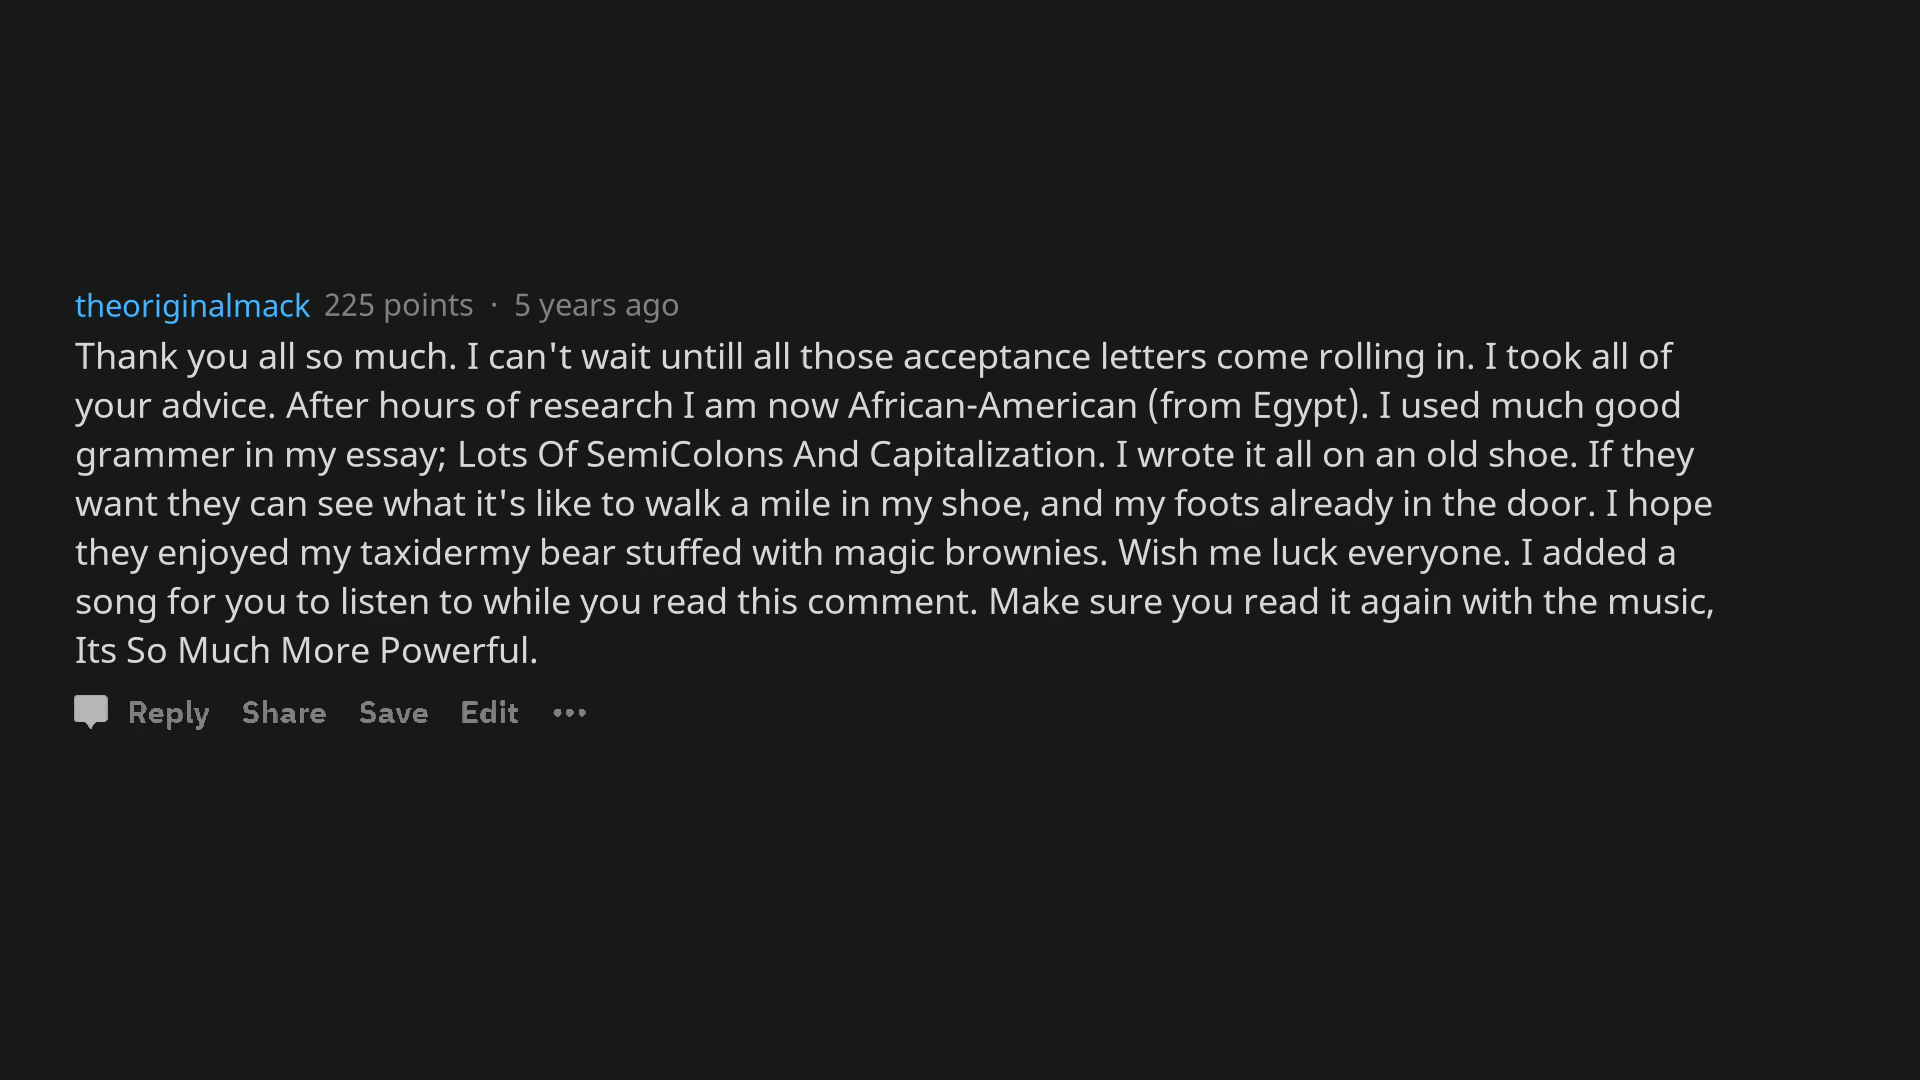 theoriginalmack 225 points · 5 years ago
Thank you all so much. I can't wait untill all those acceptance letters come rolling in. I took all of
your advice. After hours of research I am now African-American (from Egypt). I used much good
grammer in my essay; Lots Of SemiColons And Capitalization. I wrote it all on an old shoe. If they
want they can see what it's like to walk a mile in my shoe, and my foots already in the door. I hope
they enjoyed my taxidermy bear stuffed with magic brownies. Wish me luck everyone. I added a
song for you to listen to while you read this comment. Make sure you read it again with the music,
Its So Much More Powerful.
Reply Share Save Edit •••